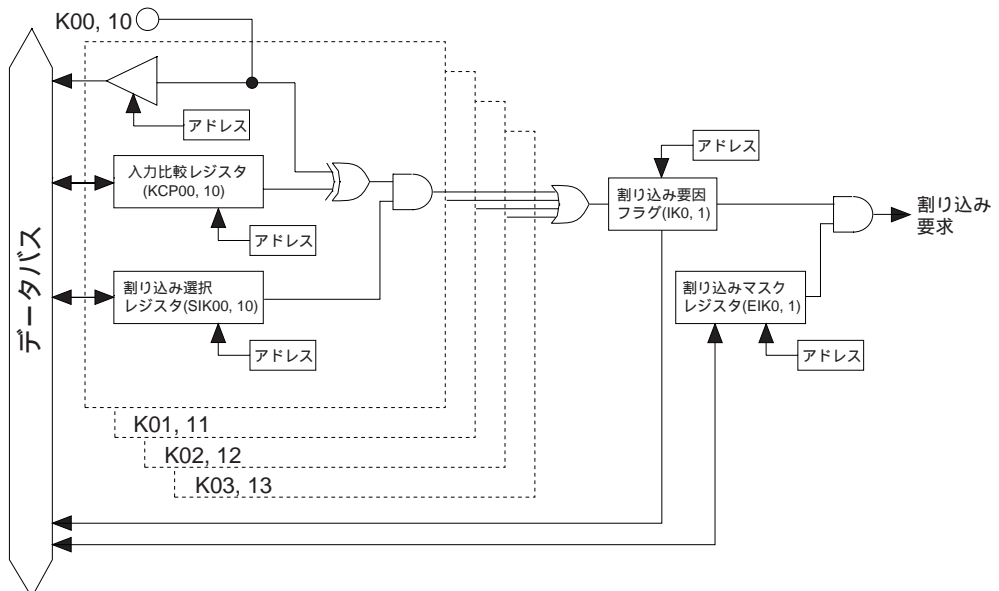 K00, 10
アドレス
入力比較レジスタ
(KCP00, 10)
アドレス
割り込み選択
レジスタ(SIK00, 10)
アドレス
データバス
K01, 11
K02, 12
K03, 13
アドレス
割り込み要因
フラグ(IK0, 1)
割り込み
要求
割り込みマスク
レジスタ(EIK0, 1)
アドレス